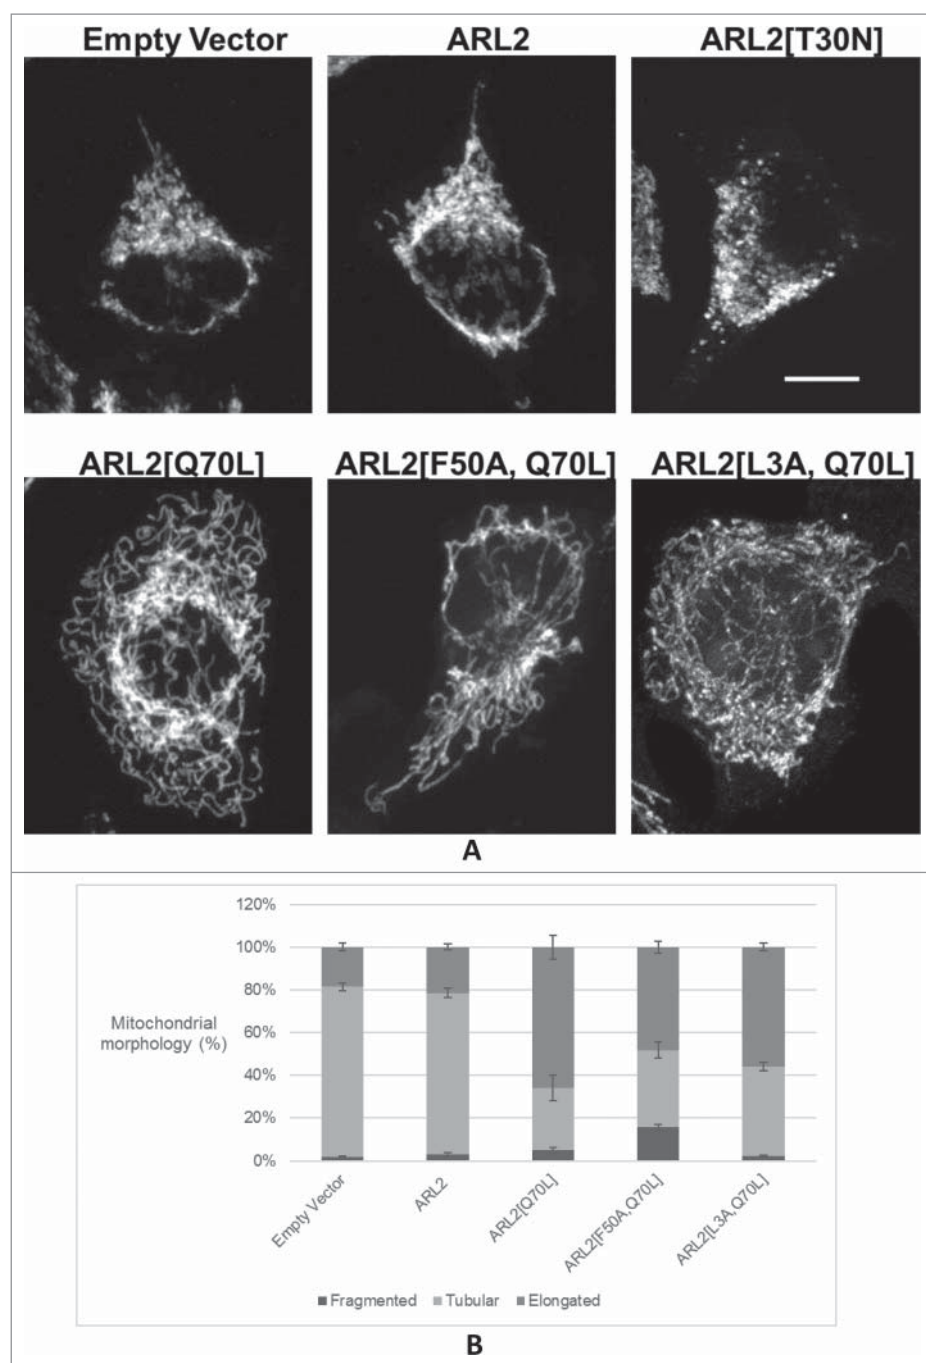 Empty Vector ARL2 ARL2[T30N]
ARL2[Q70L] ARL2[F50A, Q70L] ARL2[L3A, Q70L]
A
120%
100%
80%
60%
40%
20%
0%
Mitochondrial
morphology (%)
Empty Vector
ARL2
ARL2[Q70L]
ARL2[F50A,Q70L]
ARL2[L3A,Q70L]
Fragmented Tubular Elongated
B